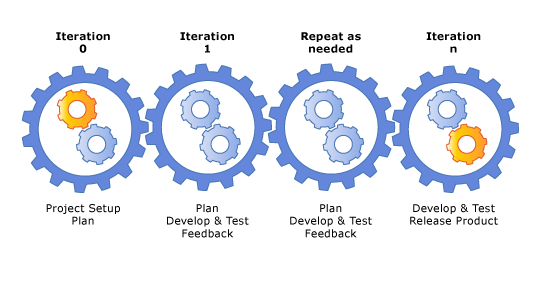 Iteration
0
Iteration
1
Repeat as
needed
Iteration
n
Project Setup
Plan
Plan
Develop & Test
Feedback
Plan
Develop & Test
Feedback
Develop & Test
Release Product